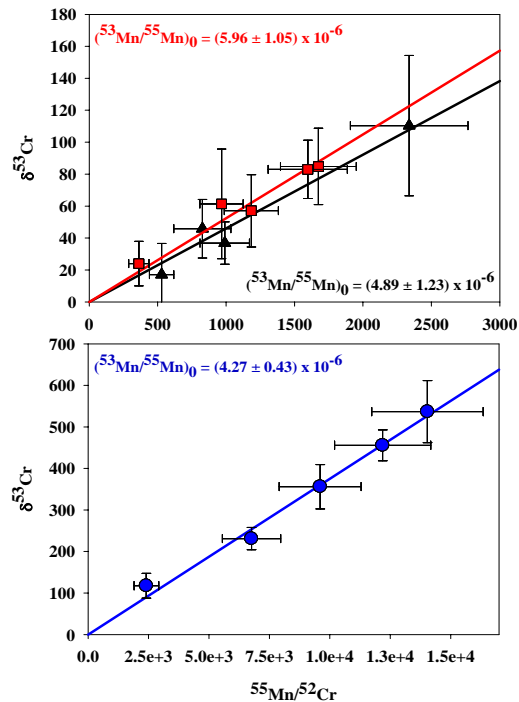 180
160
140
120
100
80
60
40
20
0
δ⁵³Cr
(⁵³Mn/⁵⁵Mn)₀ = (5.96 ± 1.05) x 10⁻⁶
(⁵³Mn/⁵⁵Mn)₀ = (4.89 ± 1.23) x 10⁻⁶
0 500 1000 1500 2000 2500 3000
700
600
500
400
300
200
100
0
δ⁵³Cr
(⁵³Mn/⁵⁵Mn)₀ = (4.27 ± 0.43) x 10⁻⁶
0.0 2.5e+3 5.0e+3 7.5e+3 1.0e+4 1.3e+4 1.5e+4
⁵⁵Mn/⁵²Cr